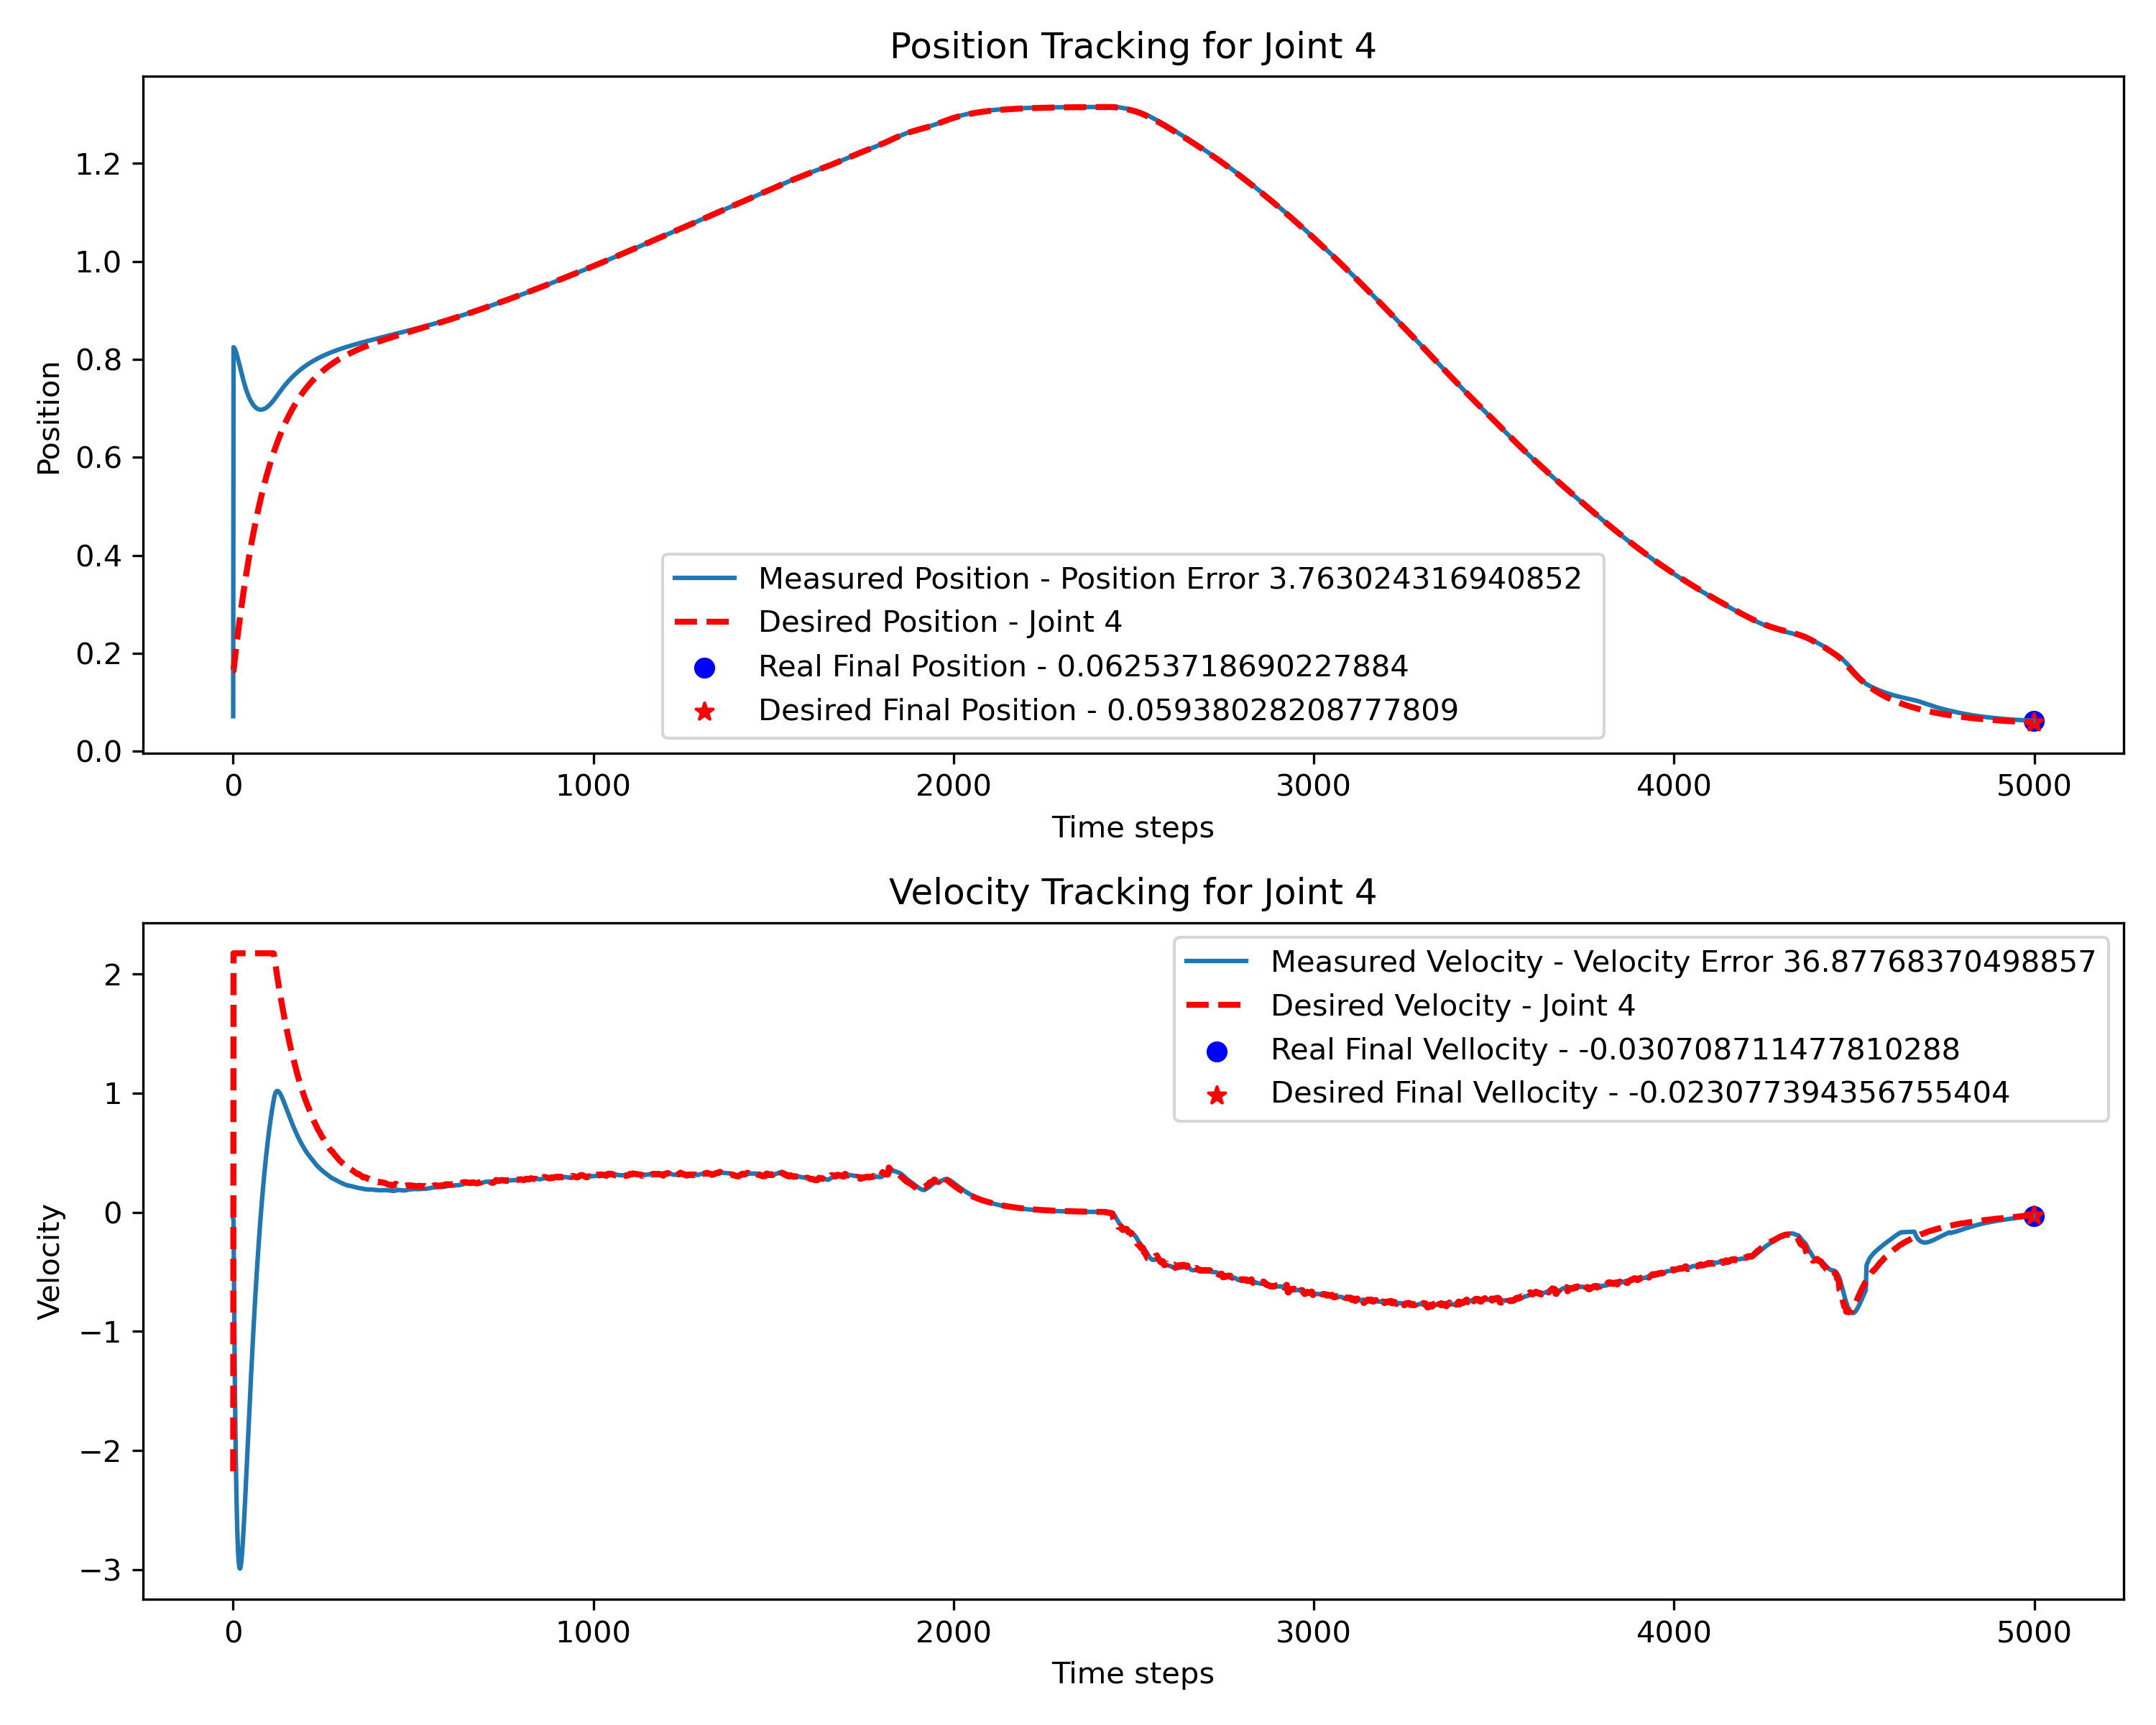 Position Tracking for Joint 4
Position
1.2
1.0
0.8
0.6
0.4
0.2
0.0
Measured Position - Position Error 3.763024316940852
Desired Position - Joint 4
Real Final Position - 0.06253718690227884
Desired Final Position - 0.05938028208777809
0 1000 2000 3000 4000 5000
Time steps
Velocity Tracking for Joint 4
Velocity
2
1
0
−1
−2
−3
Measured Velocity - Velocity Error 36.87768370498857
Desired Velocity - Joint 4
Real Final Vellocity - -0.030708711477810288
Desired Final Vellocity - -0.023077394356755404
0 1000 2000 3000 4000 5000
Time steps